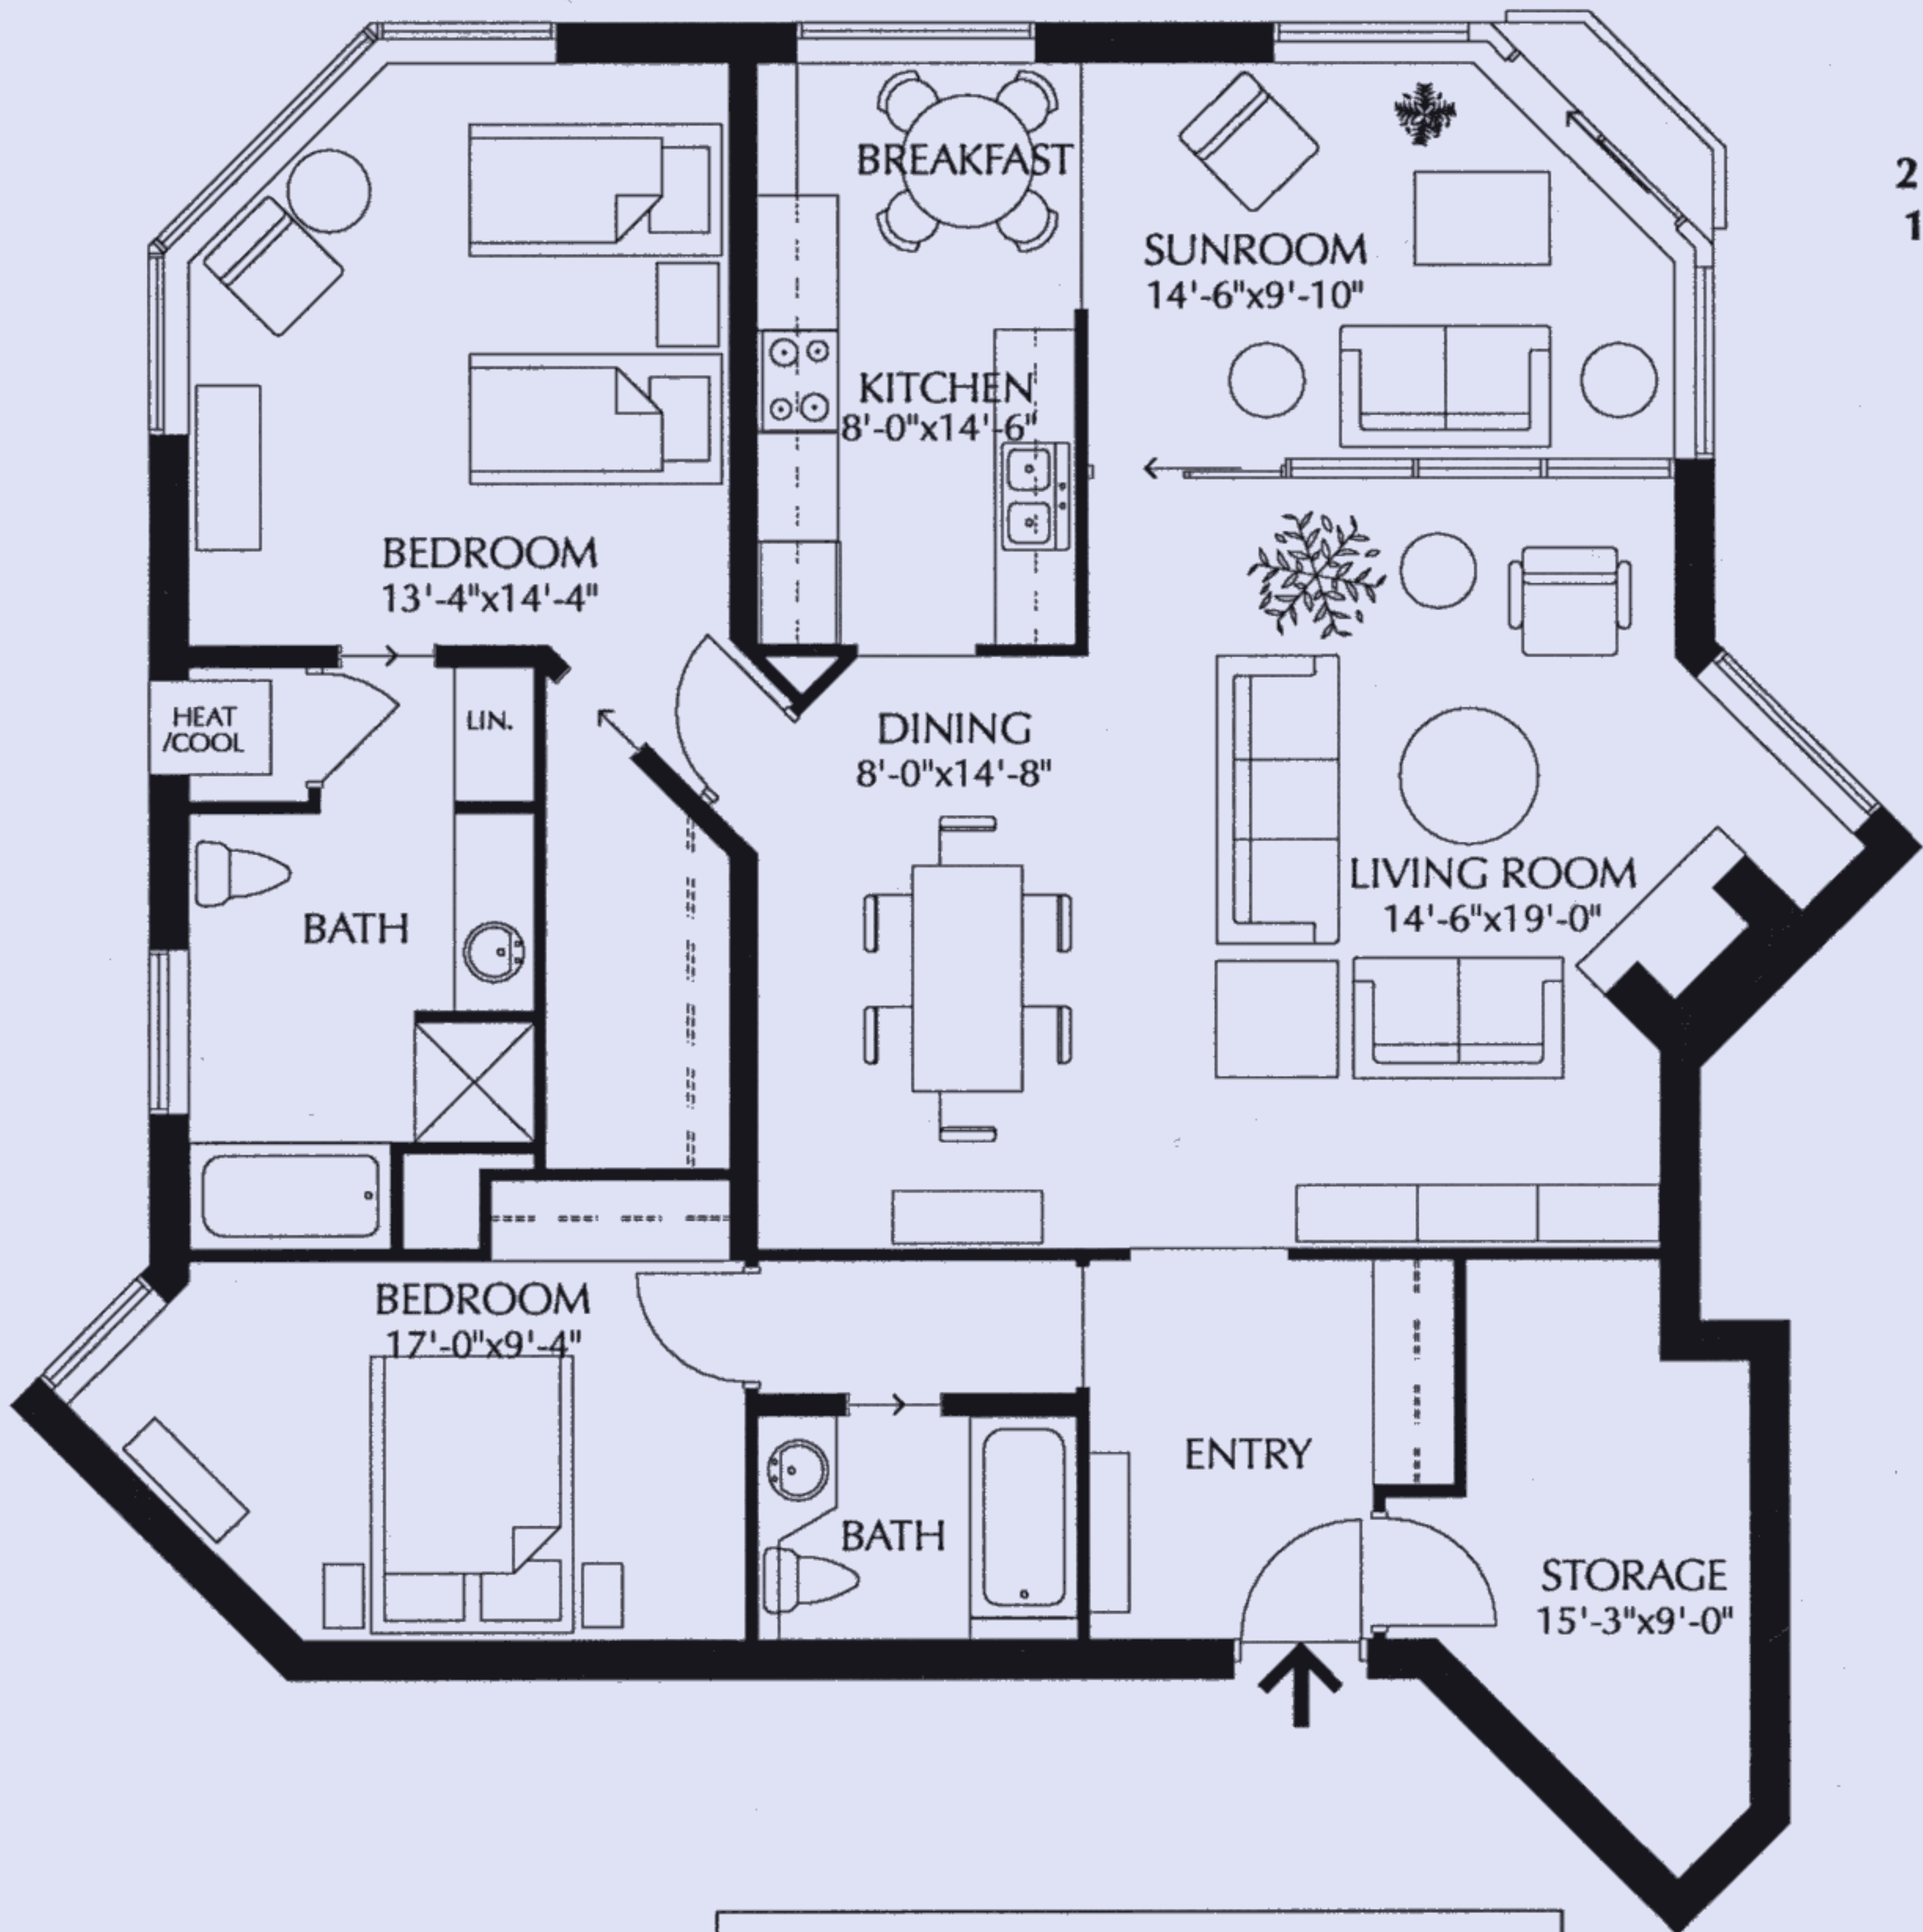 BREAKFAST
2
1
SUNROOM
14'-6"x9'-10"
KITCHEN
8'-0"x14'-6"
BEDROOM
13'-4"x14'-4"
HEAT
/COOL
LIN.
DINING
8'-0"x14'-8"
LIVING ROOM
14'-6"x19'-0"
BATH
BEDROOM
17'-0"x9'-4"
ENTRY
BATH
STORAGE
15'-3"x9'-0"